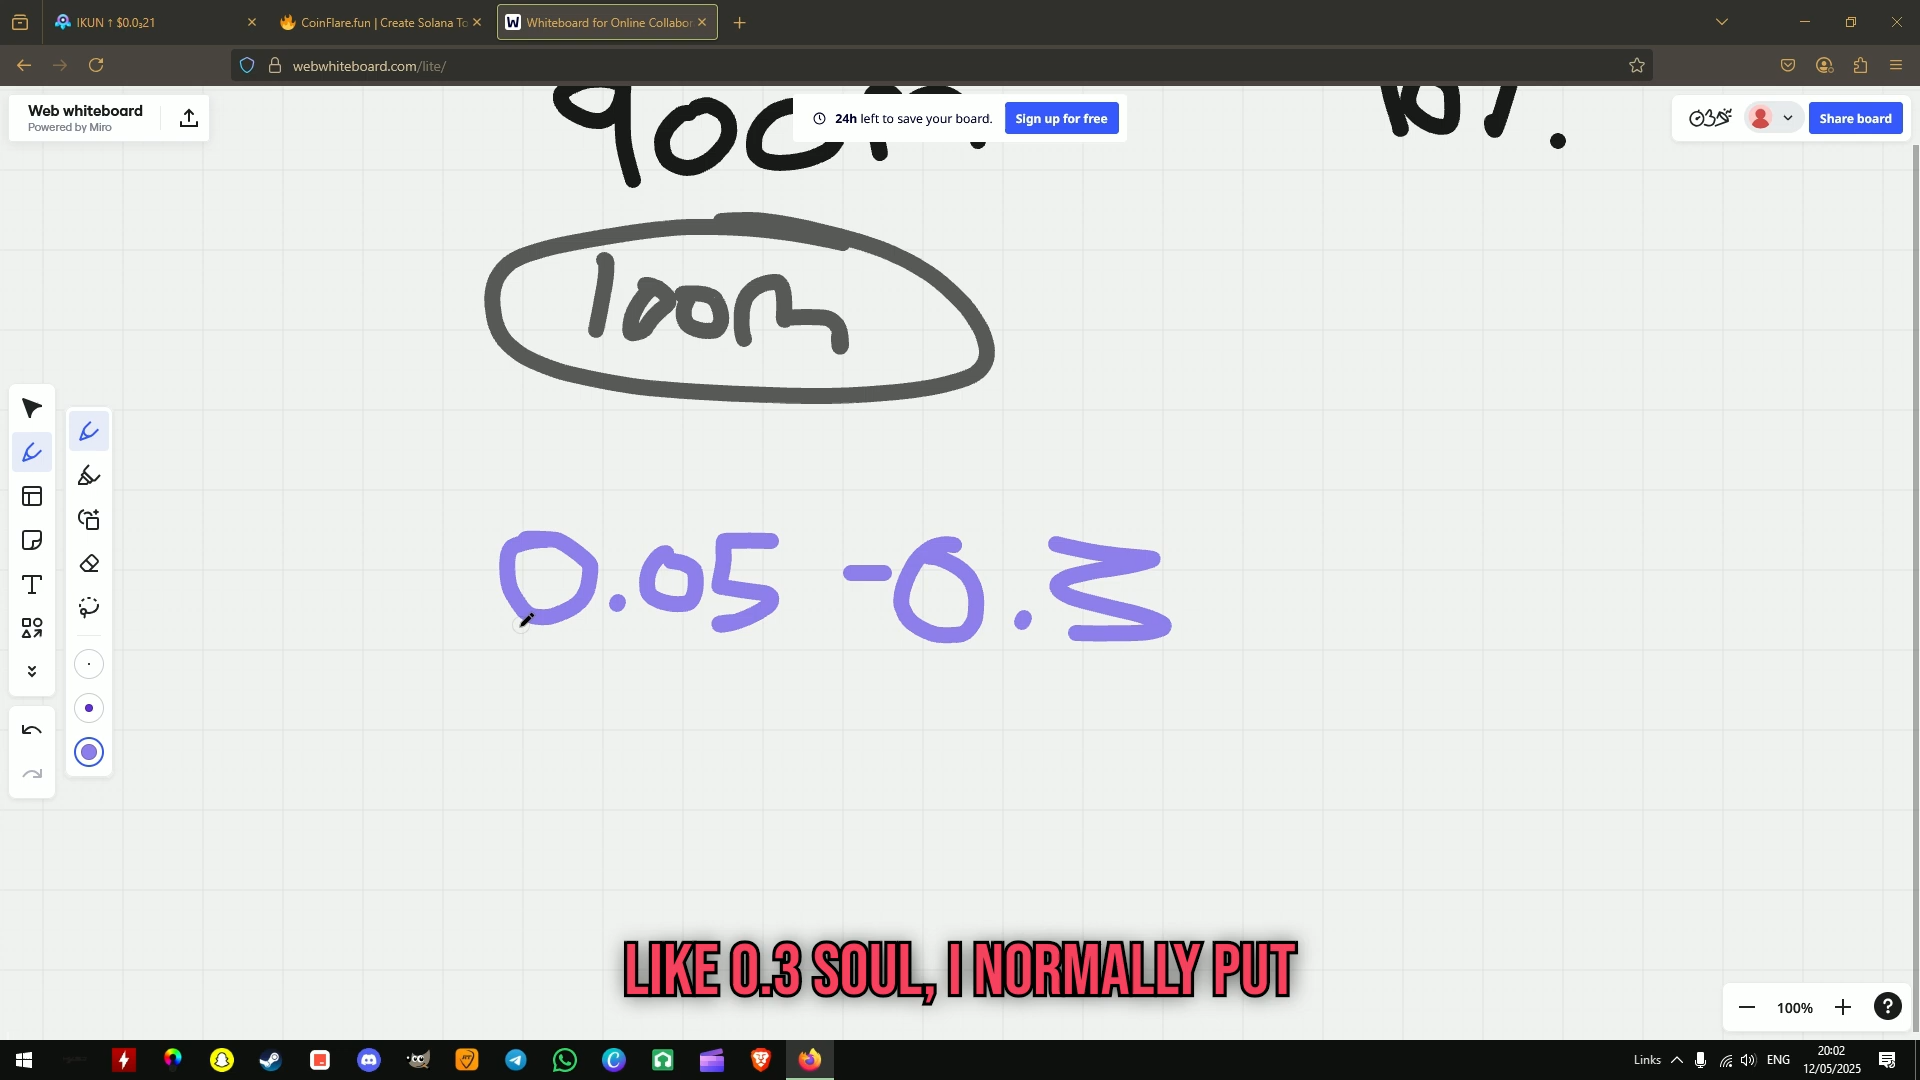 IKUN ↑ $0.0₃21
CoinFlare.fun | Create Solana To
Whiteboard for Online Collabor
webwhiteboard.com/lite/
Web whiteboard
Powered by Miro
24h left to save your board.
Sign up for free
Share board
100m
0.05 - 0.3
LIKE 0.3 SOUL, I NORMALLY PUT
100%
Links
ENG
20:02
12/05/2025